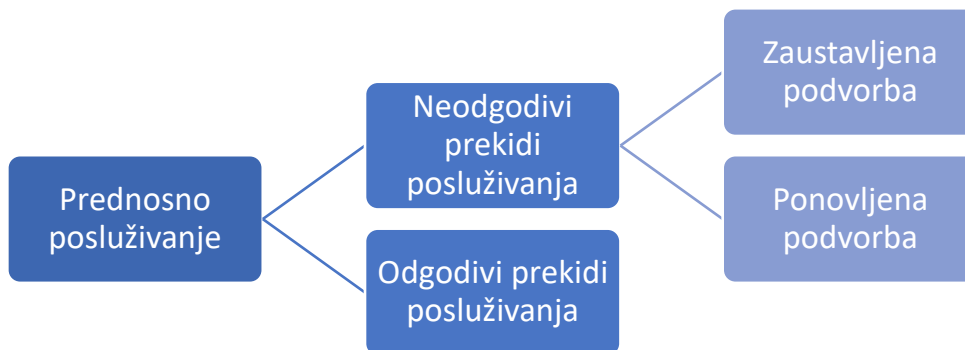 Prednosno
posluživanje
Neodgodivi
prekidi
posluživanja
Zaustavljena
podvorba
Ponovljena
podvorba
Odgodivi prekidi
posluživanja